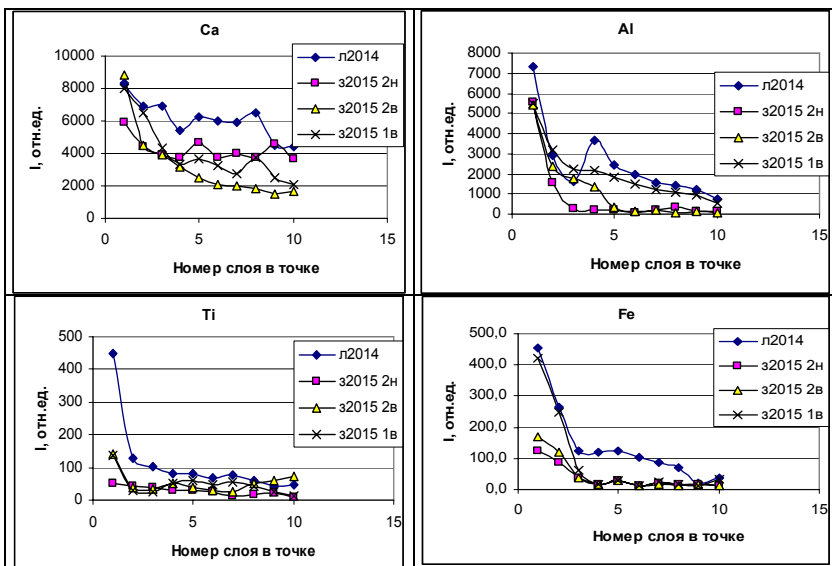 Ca
I, отн.ед.
10000
8000
6000
4000
2000
0
0
5
10
15
Номер слоя в точке
л2014
з2015 2н
з2015 2в
з2015 1в
Al
I, отн.ед.
8000
7000
6000
5000
4000
3000
2000
1000
0
0
5
10
15
Номер слоя в точке
л2014
з2015 2н
з2015 2в
з2015 1в
Ti
I, отн.ед.
500
400
300
200
100
0
0
5
10
15
Номер слоя в точке
л2014
з2015 2н
з2015 2в
з2015 1в
Fe
I, отн.ед.
500,0
400,0
300,0
200,0
100,0
0,0
0
5
10
15
Номер слоя в точке
л2014
з2015 2н
з2015 2в
з2015 1в